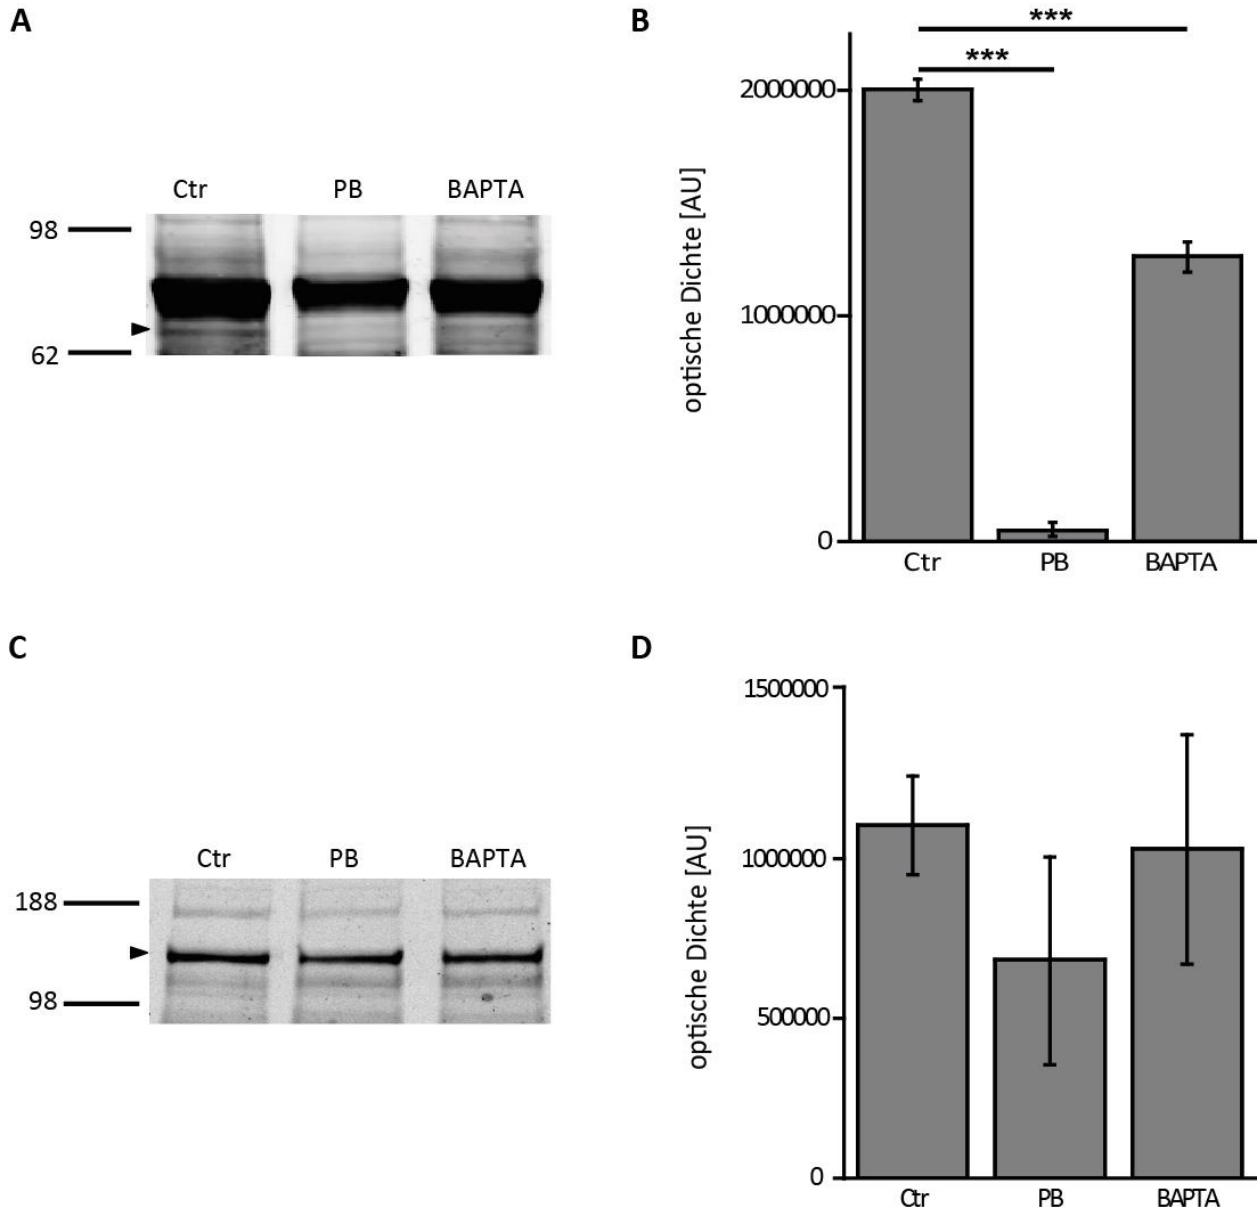 A
Ctr PB BAPTA
98
62
B
***
***
optische Dichte [AU]
2000000
1000000
0
Ctr PB BAPTA
C
Ctr PB BAPTA
188
98
D
optische Dichte [AU]
1500000
1000000
500000
0
Ctr PB BAPTA